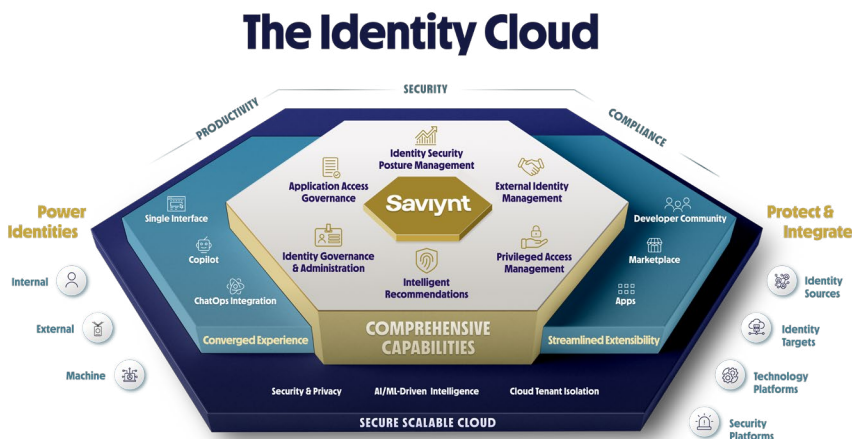 The Identity Cloud
PRODUCTIVITY
SECURITY
COMPLIANCE
Power
Identities
Internal
External
Machine
Single Interface
Copilot
ChatOps Integration
Converged Experience
Identity Security
Posture Management
Application Access
Governance
External Identity
Management
Saviynt
Identity Governance
& Administration
Privileged Access
Management
Intelligent
Recommendations
COMPREHENSIVE
CAPABILITIES
Developer Community
Marketplace
Apps
Streamlined Extensibility
Protect &
Integrate
Identity
Sources
Identity
Targets
Technology
Platforms
Security
Platforms
Security & Privacy
AI/ML-Driven Intelligence
Cloud Tenant Isolation
SECURE SCALABLE CLOUD